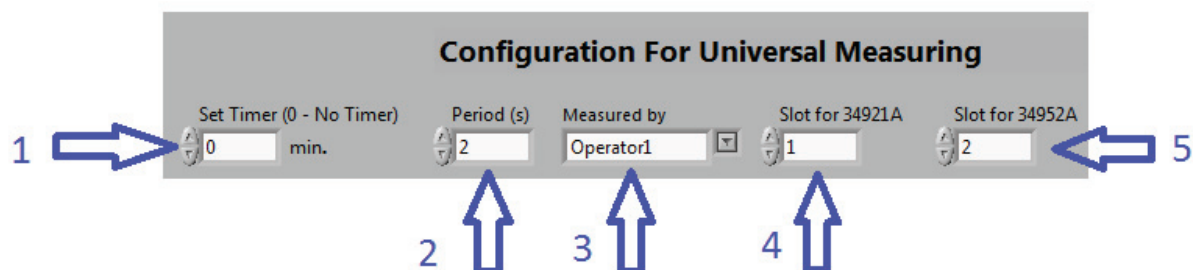 Configuration For Universal Measuring
Set Timer (0 - No Timer) Period (s) Measured by Slot for 34921A Slot for 34952A
1 0 min. 2 Operator1 1 2 5
2 3 4